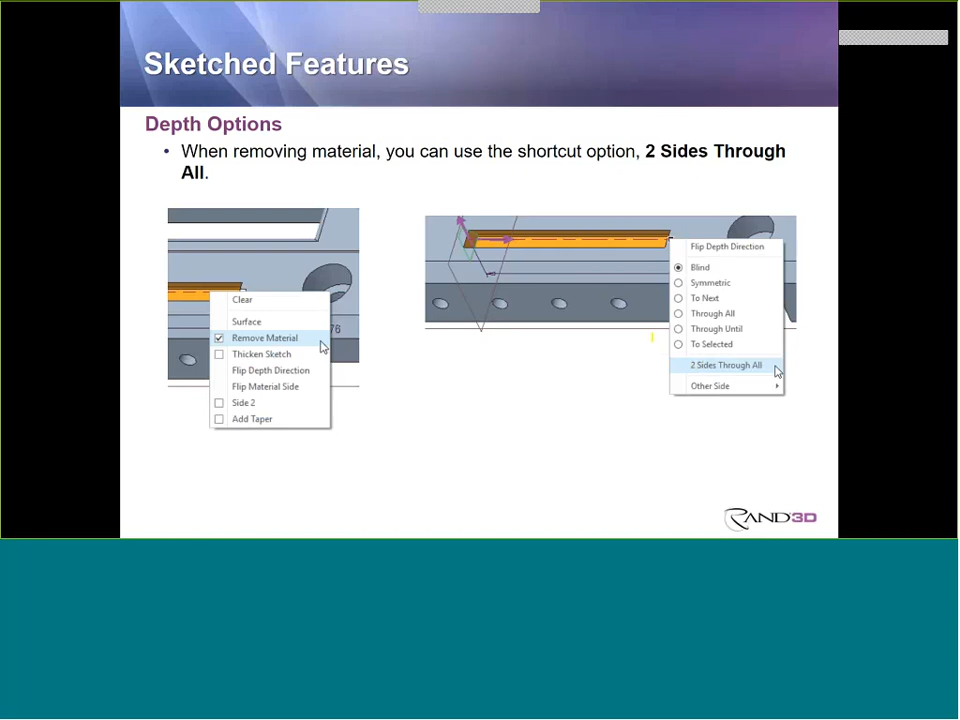 Sketched Features
Depth Options
• When removing material, you can use the shortcut option, 2 Sides Through
All.
76
Clear
Surface
Remove Material
Thicken Sketch
Flip Depth Direction
Flip Material Side
Side 2
Add Taper
Flip Depth Direction
Blind
Symmetric
To Next
Through All
Through Until
To Selected
2 Sides Through All
Other Side
RAND3D